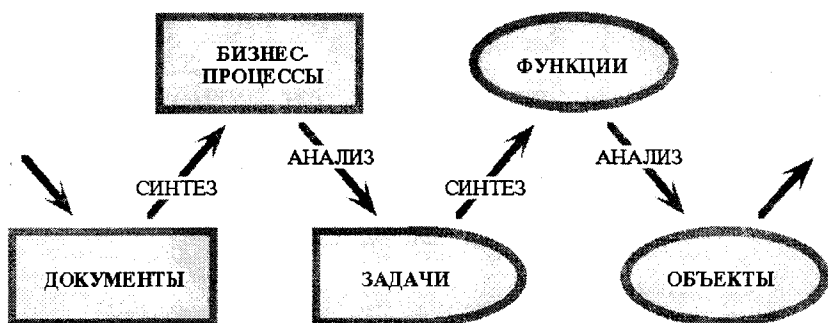 БИЗНЕС-
ПРОЦЕССЫ
ФУНКЦИИ
СИНТЕЗ
АНАЛИЗ
СИНТЕЗ
АНАЛИЗ
ДОКУМЕНТЫ
ЗАДАЧИ
ОБЪЕКТЫ